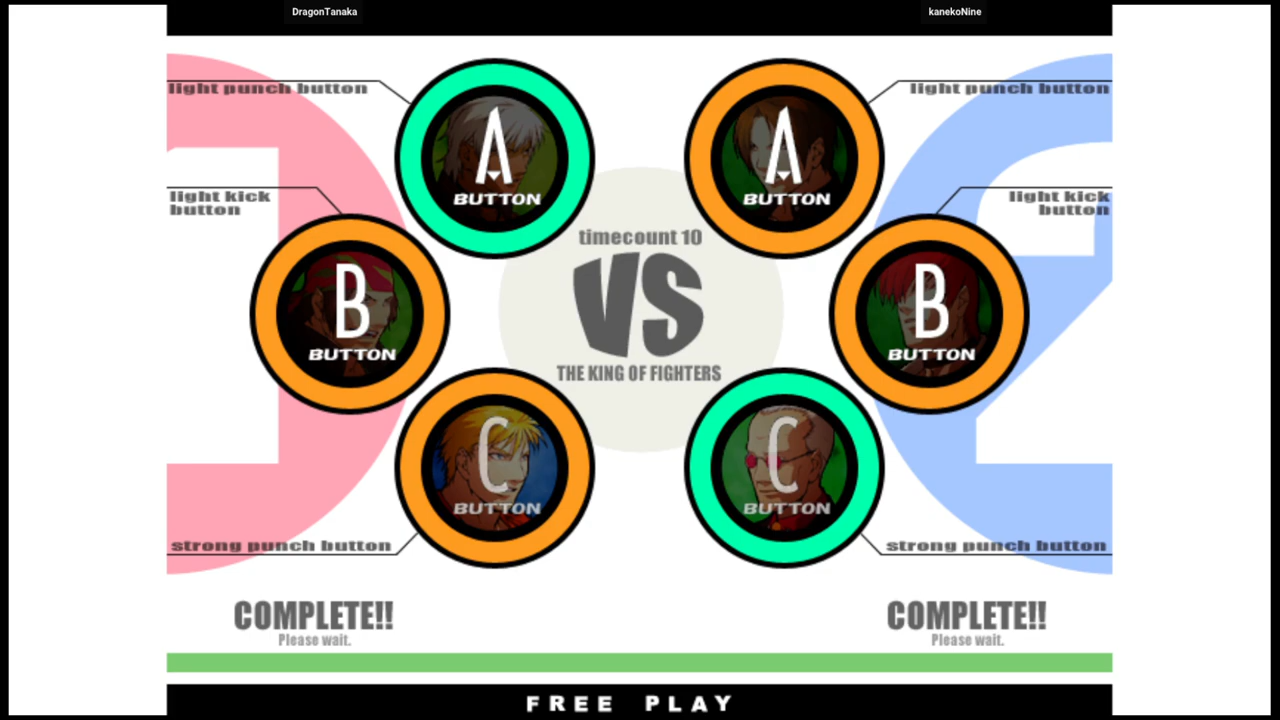 DragonTanaka
kanekoNine
light punch button
A
BUTTON
A
BUTTON
light punch button
light kick
button
B
BUTTON
timecount 10
VS
THE KING OF FIGHTERS
light kick
button
B
BUTTON
C
BUTTON
C
BUTTON
strong punch button
strong punch button
COMPLETE!!
Please wait.
COMPLETE!!
Please wait.
FREE PLAY